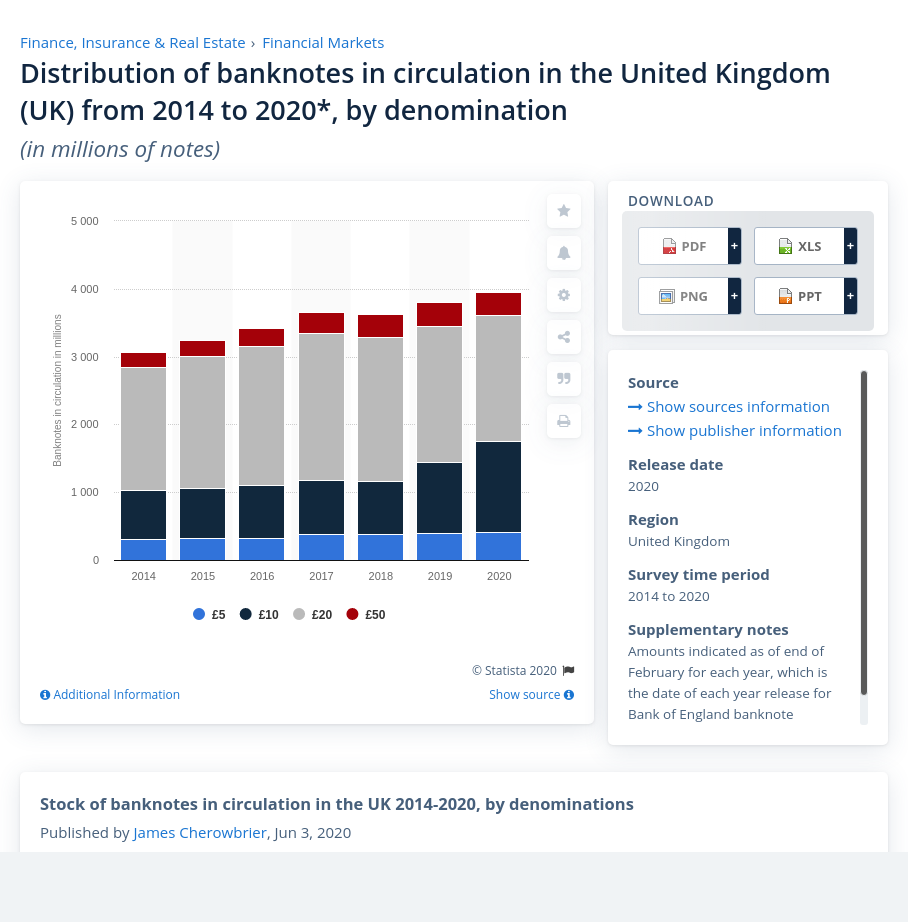 Finance, Insurance & Real Estate › Financial Markets
Distribution of banknotes in circulation in the United Kingdom
(UK) from 2014 to 2020*, by denomination
(in millions of notes)
5 000
4 000
3 000
2 000
1 000
0
Banknotes in circulation in millions
2014 2015 2016 2017 2018 2019 2020
£5 £10 £20 £50
© Statista 2020
Additional Information
Show source
DOWNLOAD
PDF + XLS +
PNG + PPT +
Source
Show sources information
Show publisher information
Release date
2020
Region
United Kingdom
Survey time period
2014 to 2020
Supplementary notes
Amounts indicated as of end of
February for each year, which is
the date of each year release for
Bank of England banknote
Stock of banknotes in circulation in the UK 2014-2020, by denominations
Published by James Cherowbrier, Jun 3, 2020